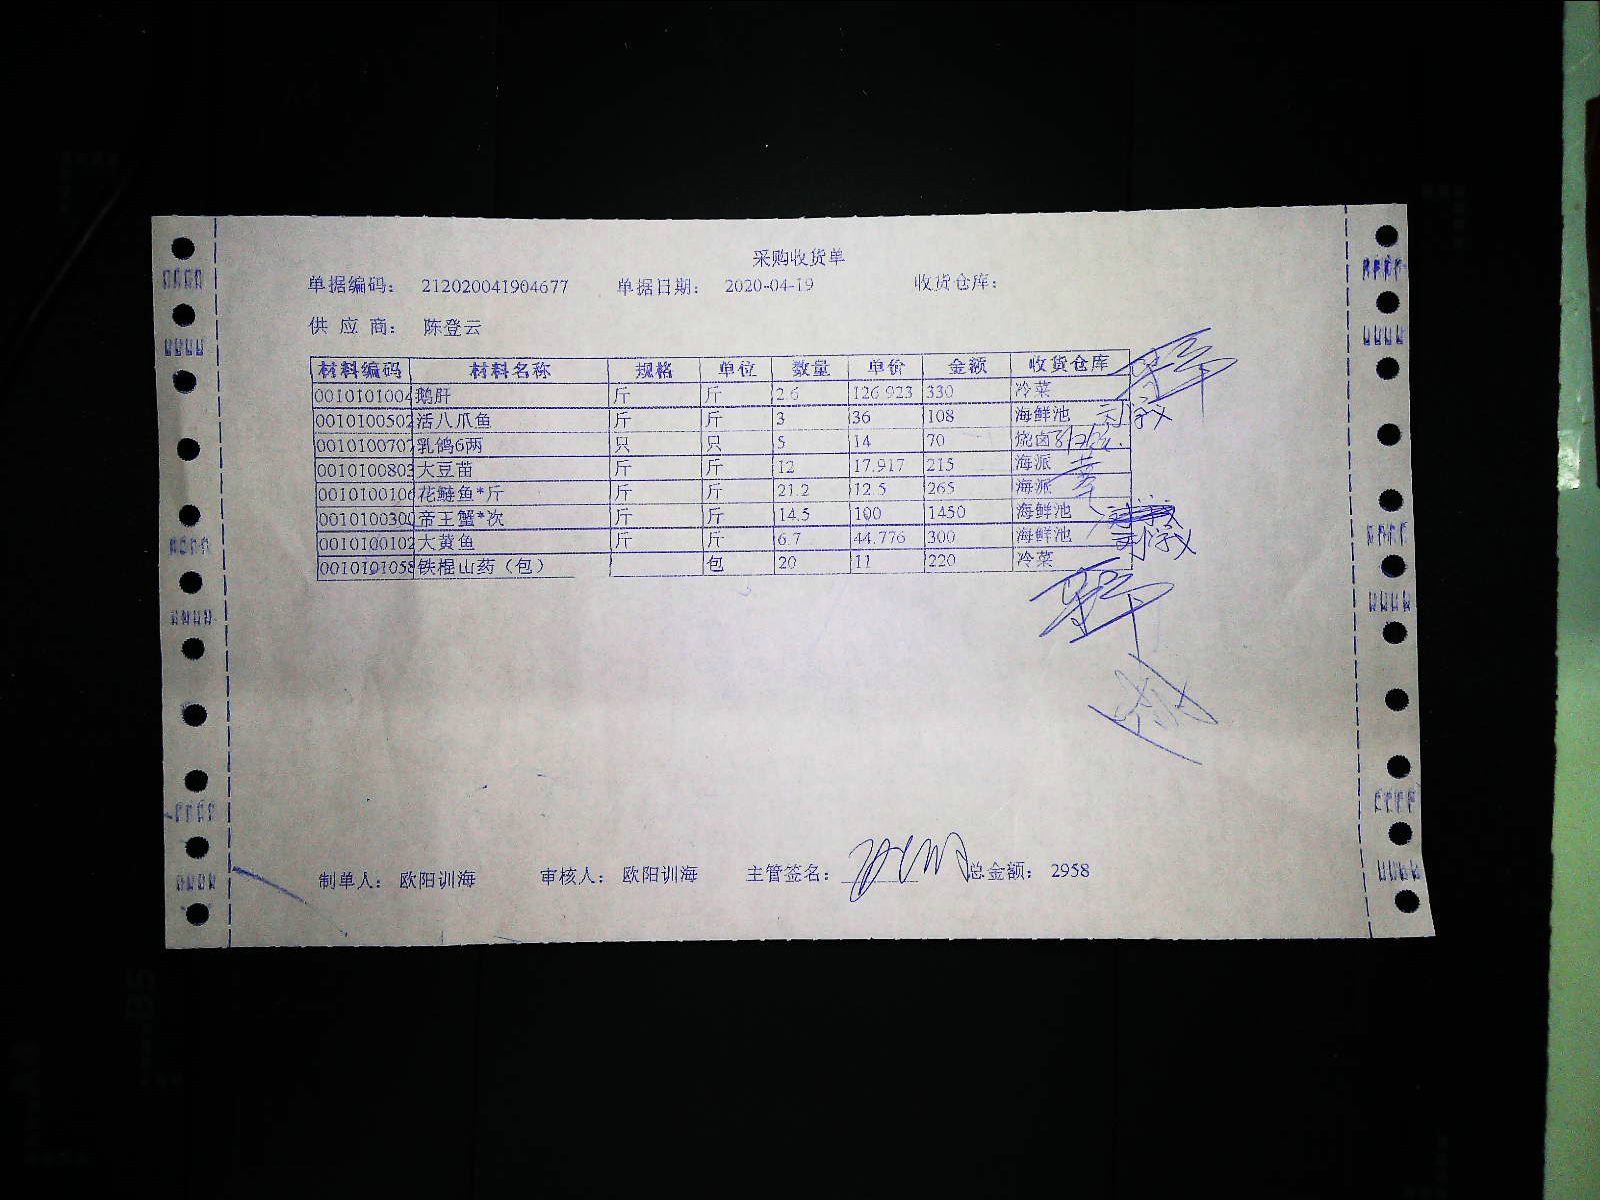 采购收货单
单据编码： 212020041904677 单据日期： 2020-04-19 收货仓库：
供 应 商： 陈登云
材料编码 材料名称 规格 单位 数量 单价 金额 收货仓库
0010101004 鹅肝 斤 斤 2.6 126.923 330 冷菜
0010100502 活八爪鱼 斤 斤 3 36 108 海鲜池
0010100707 乳鸽6两 只 只 5 14 70 烧卤
0010100803 大豆苗 斤 斤 12 17.917 215 海派
0010100106 花鲢鱼*斤 斤 斤 21.2 12.5 265 海派
0010100300 帝王蟹*次 斤 斤 14.5 100 1450 海鲜池
0010100102 大黄鱼 斤 斤 6.7 44.776 300 海鲜池
0010101058 铁棍山药（包） 包 20 11 220 冷菜
制单人： 欧阳训海 审核人： 欧阳训海 主管签名： 总金额： 2958